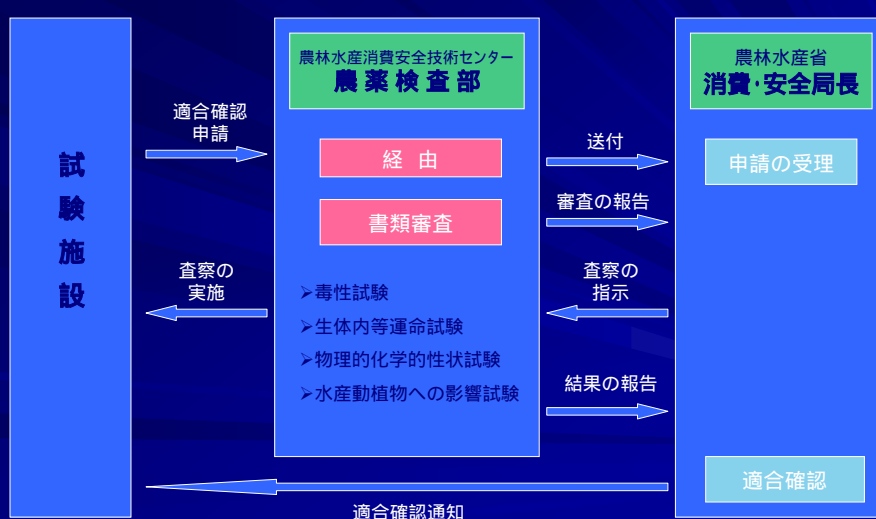 試験施設
適合確認
申請
査察の
実施
農林水産消費安全技術センター
農薬検査部
経 由
書類審査
➢毒性試験
➢生体内等運命試験
➢物理的化学的性状試験
➢水産動植物への影響試験
送付
審査の報告
査察の
指示
結果の報告
農林水産省
消費・安全局長
申請の受理
適合確認
適合確認通知